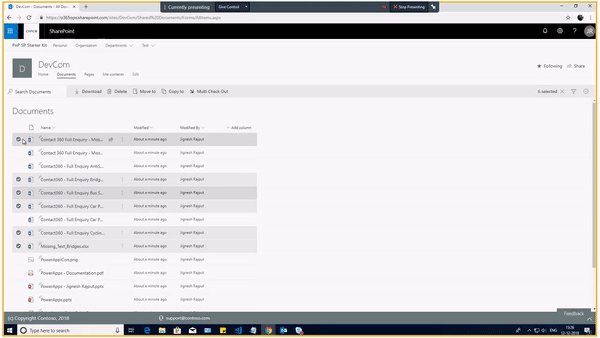 DevCom - Documents - All Doc
Currently presenting
Give Control
Stop Presenting
https://o365ops.sharepoint.com/sites/DevCom/Shared%20Documents/Forms/AllItems.aspx
SharePoint
JR
PnP SP Starter Kit Personal Organization Departments Test
D
DevCom
Home Documents Pages Site contents Edit
Following Share
Search Documents Download Delete Move to Copy to Multi Check Out 6 selected
Documents
Name Modified Modified By + Add column
Contact 360 Full Enquiry - Miss... About a minute ago Jignesh Rajput
Contact 360 Full Enquiry - Miss... About a minute ago Jignesh Rajput
Contact360 - Full Enquiry AntiS... About a minute ago Jignesh Rajput
Contact360 - Full Enquiry Bridg... About a minute ago Jignesh Rajput
Contact360 - Full Enquiry Bus S... About a minute ago Jignesh Rajput
Contact360 - Full Enquiry Car P... About a minute ago Jignesh Rajput
Contact360 - Full Enquiry Car P... About a minute ago Jignesh Rajput
Contact360 - Full Enquiry Cyclin... About a minute ago Jignesh Rajput
Missing_Text_Bridges.xlsx About a minute ago Jignesh Rajput
PowerAppIcon.png About a minute ago Jignesh Rajput
PowerApps - Documentation.pdf About a minute ago Jignesh Rajput
PowerApps - Jignesh Rajput.pptx About a minute ago Jignesh Rajput
PowerApps.pptx About a minute ago Jignesh Rajput
Feedback
(c) Copyright Contoso, 2018 support@contoso.com
Type here to search
12-12-2018